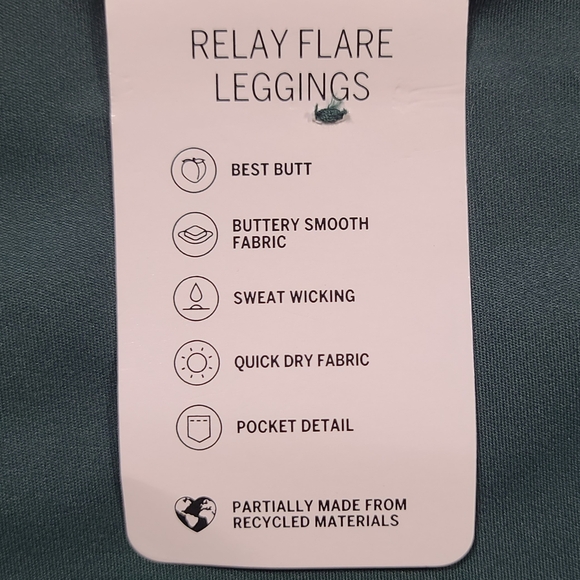 RELAY FLARE
LEGGINGS
BEST BUTT
BUTTERY SMOOTH
FABRIC
SWEAT WICKING
QUICK DRY FABRIC
POCKET DETAIL
PARTIALLY MADE FROM
RECYCLED MATERIALS